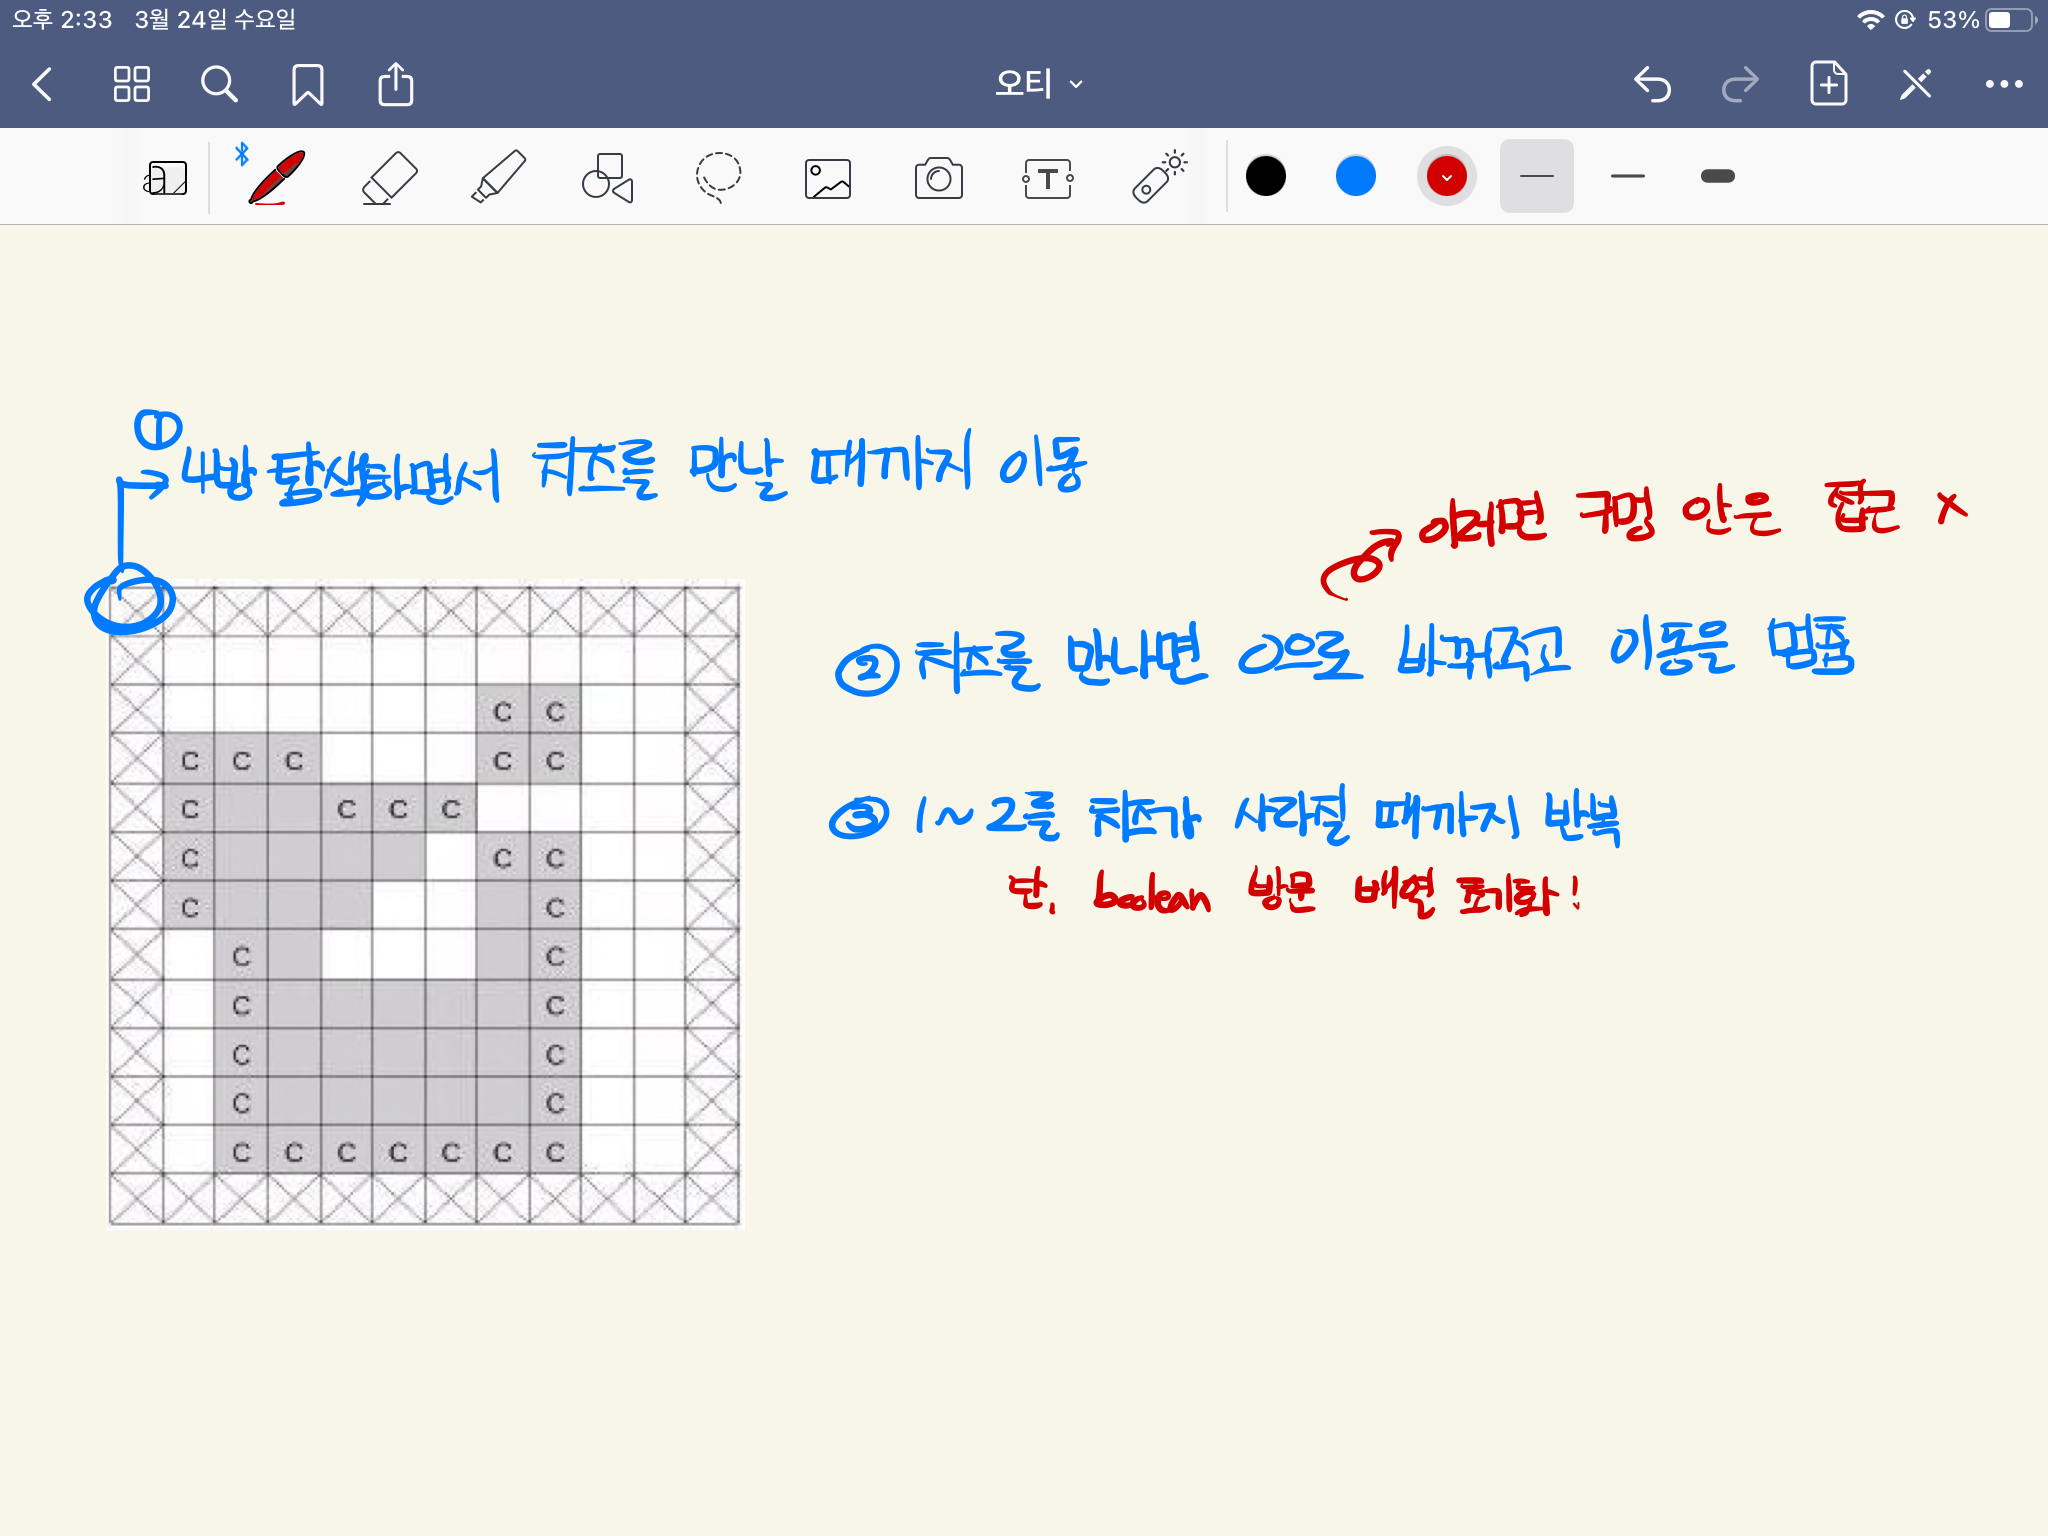 오후 2:33 3월 24일 수요일
53%
오티
T
①
4방 탐색하면서 치즈를 만날 때까지 이동
이러면 구멍 안은 접근 x
② 치즈를 만나면 0으로 바꿔주고 이동을 멈춤
③ 1~2를 치즈가 사라질 때까지 반복
단, boolean 방문 배열 초기화!
C C
C C C C C
C C C C
C C C
C C
C C
C C
C C
C C
C C C C C C C